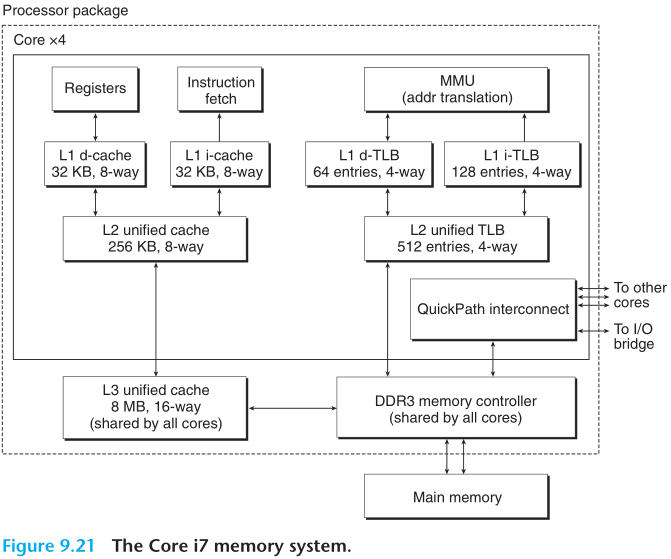 Processor package
Core ×4
Registers
Instruction
fetch
MMU
(addr translation)
L1 d-cache
32 KB, 8-way
L1 i-cache
32 KB, 8-way
L1 d-TLB
64 entries, 4-way
L1 i-TLB
128 entries, 4-way
L2 unified cache
256 KB, 8-way
L2 unified TLB
512 entries, 4-way
QuickPath interconnect
To other
cores
To I/O
bridge
L3 unified cache
8 MB, 16-way
(shared by all cores)
DDR3 memory controller
(shared by all cores)
Main memory
Figure 9.21 The Core i7 memory system.